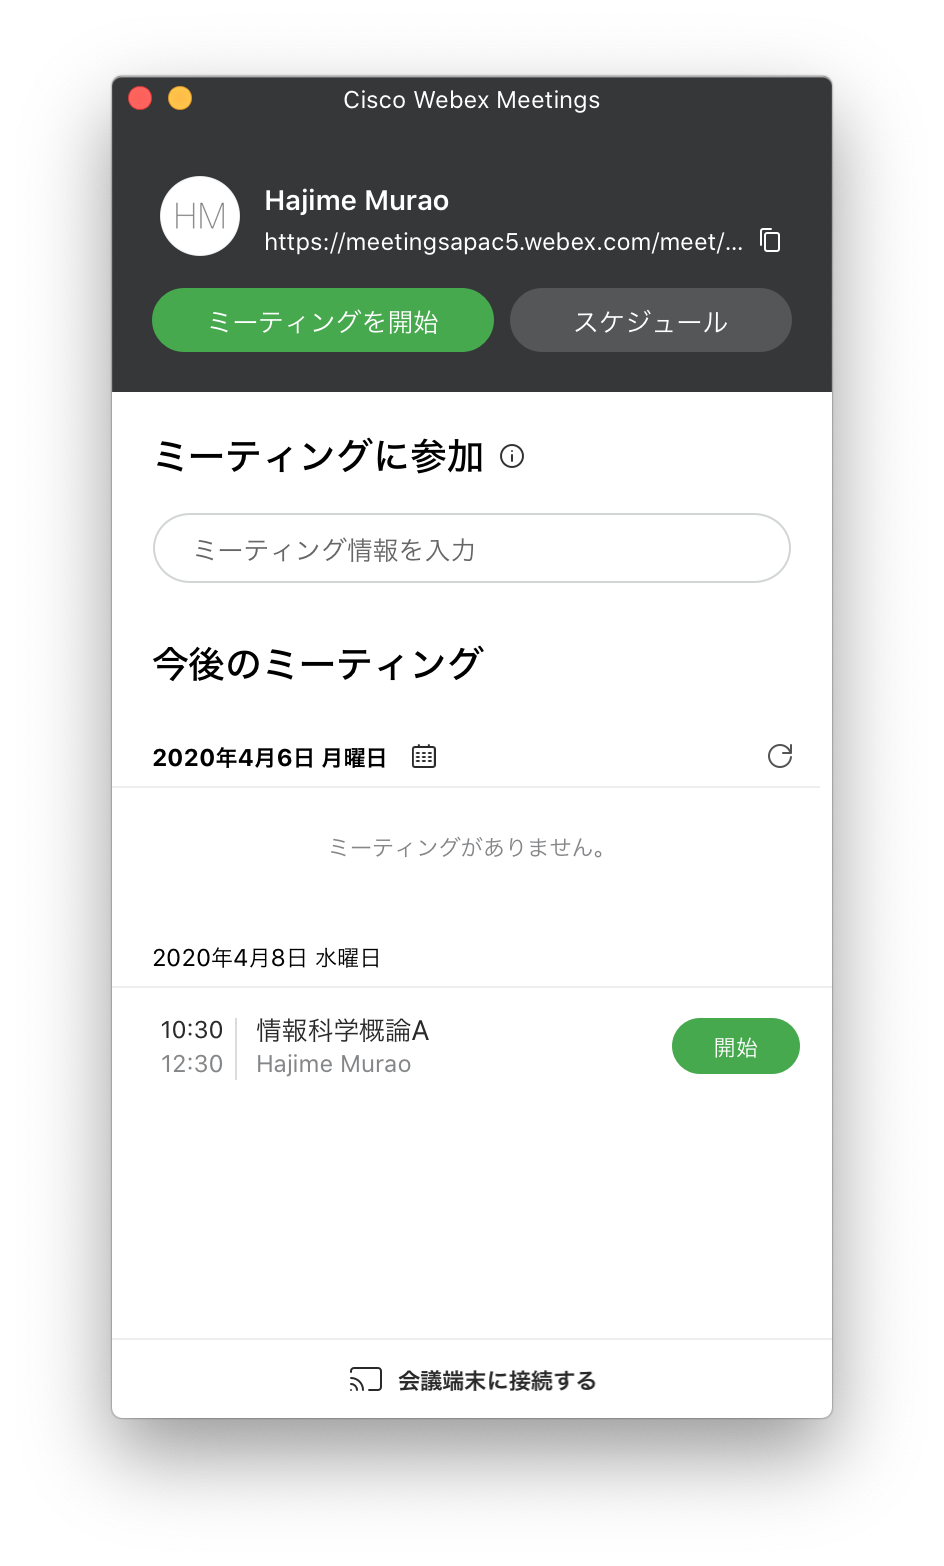 Cisco Webex Meetings
HM
Hajime Murao
https://meetingsapac5.webex.com/meet/...
ミーティングを開始
スケジュール
ミーティングに参加
ミーティング情報を入力
今後のミーティング
2020年4月6日 月曜日
ミーティングがありません。
2020年4月8日 水曜日
10:30 情報科学概論A
12:30 Hajime Murao
開始
会議端末に接続する